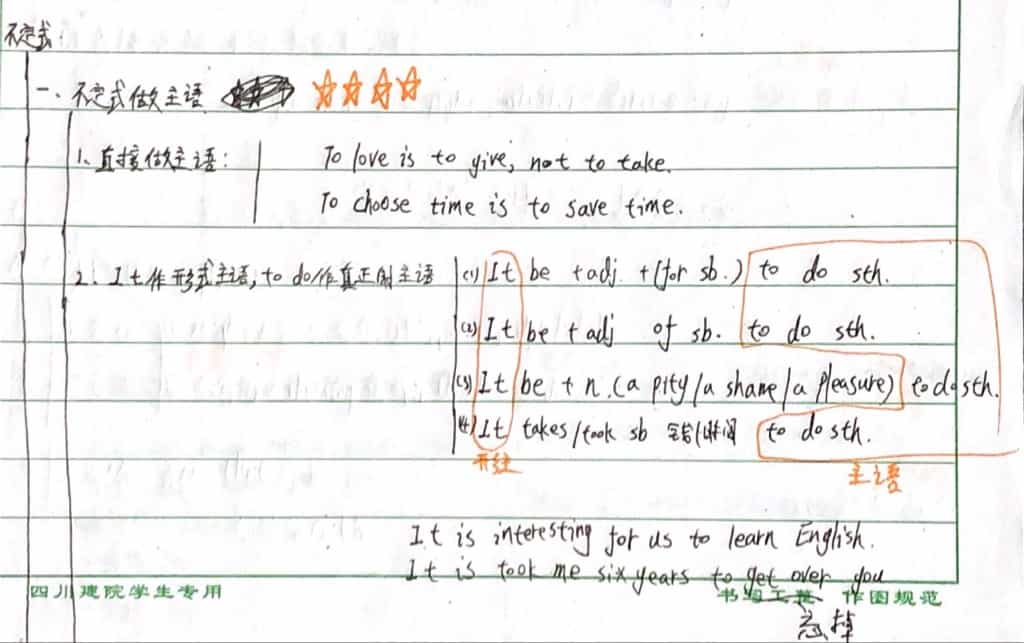 不定式
一、不定式做主语
1、直接做主语：
To love is to give, not to take.
To choose time is to save time.
2、It作形式主语, to do作真正的主语
(1) It be +adj. +(for sb.) to do sth.
(2) It be +adj of sb. to do sth.
(3) It be + n. (a pity/a shame/a pleasure) to do sth.
(4) It takes/took sb 时间 to do sth.
形主
主语
It is interesting for us to learn English.
It is took me six years to get over you
忘掉
四川建院学生专用
书写工整 作图规范